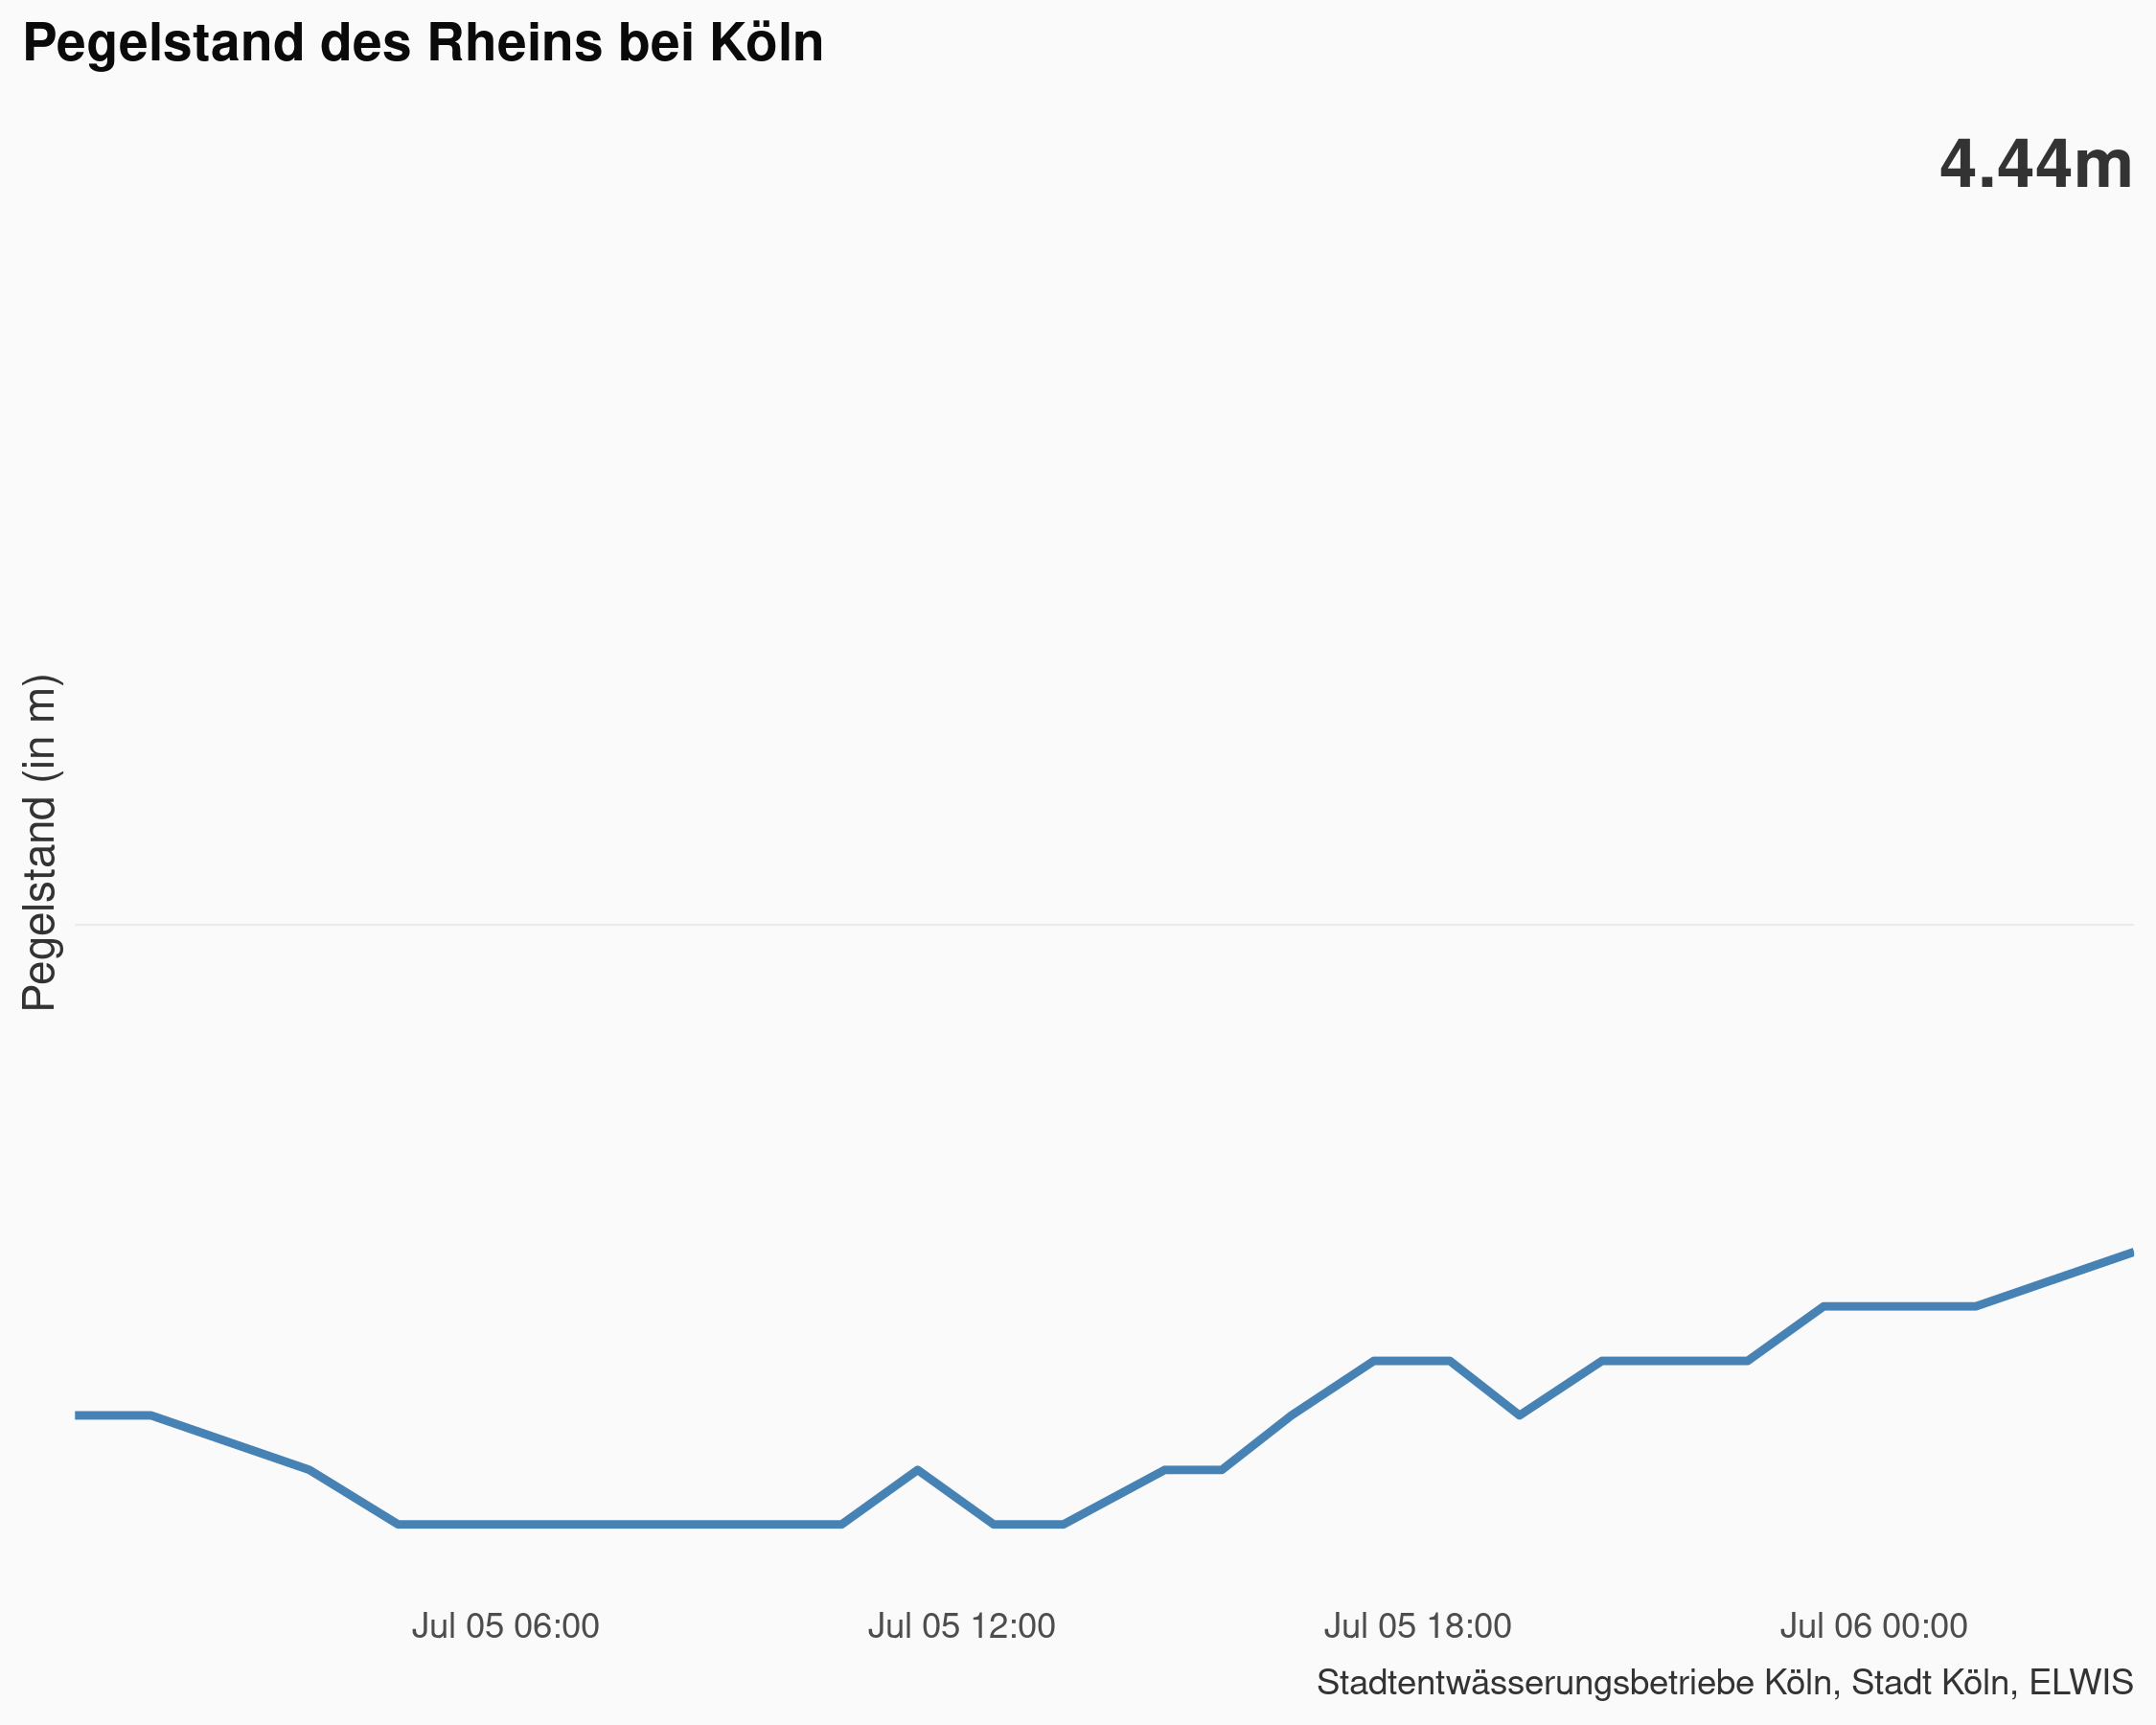 Pegelstand des Rheins bei Köln
4.44m
Pegelstand (in m)
Jul 05 06:00
Jul 05 12:00
Jul 05 18:00
Jul 06 00:00
Stadtentwässerungsbetriebe Köln, Stadt Köln, ELWIS